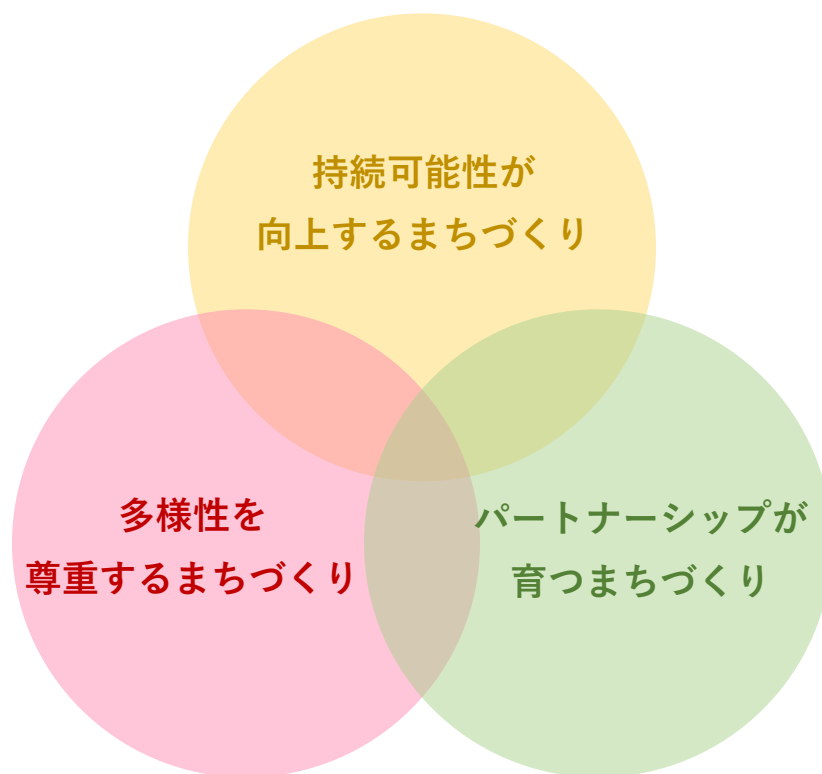 持続可能性が
向上するまちづくり
多様性を
尊重するまちづくり
パートナーシップが
育つまちづくり